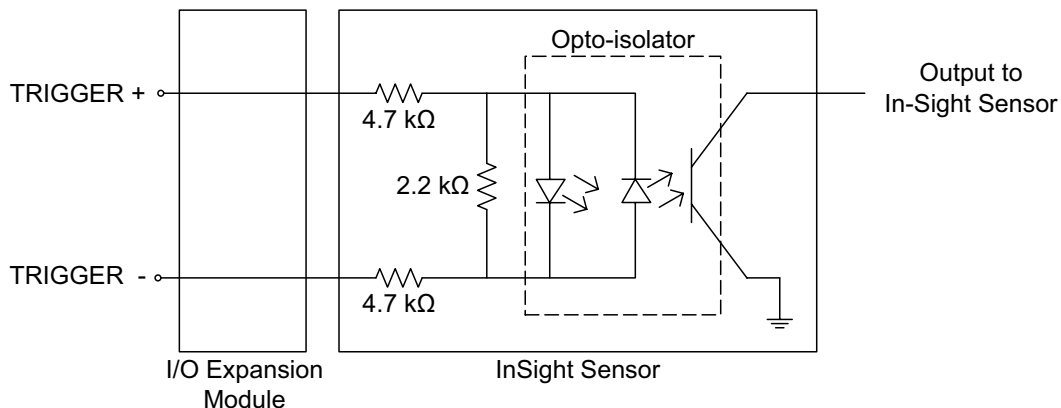 Opto-isolator
TRIGGER +
4.7 kΩ
Output to
In-Sight Sensor
2.2 kΩ
TRIGGER -
4.7 kΩ
I/O Expansion
Module
InSight Sensor